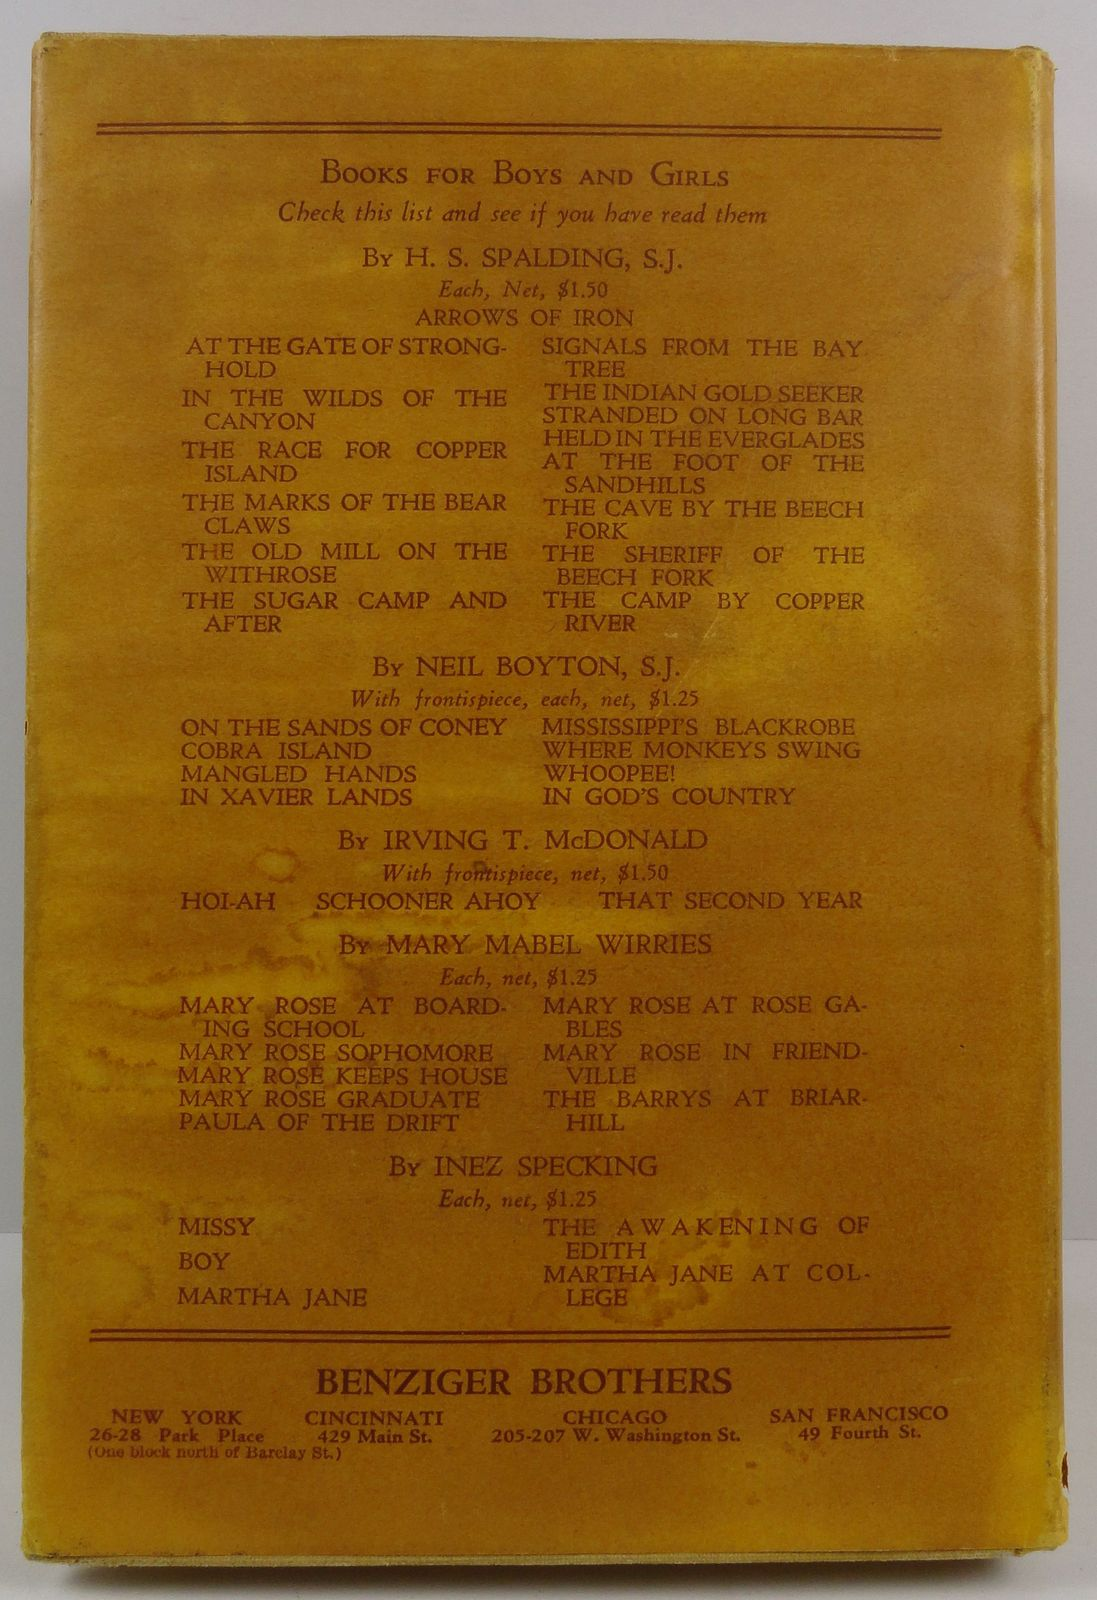 BOOKS FOR BOYS AND GIRLS
Check this list and see if you have read them
BY H. S. SPALDING, S.J.
Each, Net, $1.50
ARROWS OF IRON
AT THE GATE OF STRONG-
HOLD
IN THE WILDS OF THE
CANYON
THE RACE FOR COPPER
ISLAND
THE MARKS OF THE BEAR
CLAWS
THE OLD MILL ON THE
WITHROSE
THE SUGAR CAMP AND
AFTER
SIGNALS FROM THE BAY
TREE
THE INDIAN GOLD SEEKER
STRANDED ON LONG BAR
HELD IN THE EVERGLADES
AT THE FOOT OF THE
SANDHILLS
THE CAVE BY THE BEECH
FORK
THE SHERIFF OF THE
BEECH FORK
THE CAMP BY COPPER
RIVER
BY NEIL BOYTON, S.J.
With frontispiece, each, net, $1.25
ON THE SANDS OF CONEY
COBRA ISLAND
MANGLED HANDS
IN XAVIER LANDS
MISSISSIPPI'S BLACKROBE
WHERE MONKEYS SWING
WHOOPEE!
IN GOD'S COUNTRY
BY IRVING T. McDONALD
With frontispiece, net, $1.50
HOI-AH SCHOONER AHOY THAT SECOND YEAR
BY MARY MABEL WIRRIES
Each, net, $1.25
MARY ROSE AT BOARD-
ING SCHOOL
MARY ROSE SOPHOMORE
MARY ROSE KEEPS HOUSE
MARY ROSE GRADUATE
PAULA OF THE DRIFT
MARY ROSE AT ROSE GA-
BLES
MARY ROSE IN FRIEND-
VILLE
THE BARRYS AT BRIAR-
HILL
BY INEZ SPECKING
Each, net, $1.25
MISSY
BOY
MARTHA JANE
THE AWAKENING OF
EDITH
MARTHA JANE AT COL-
LEGE
BENZIGER BROTHERS
NEW YORK CINCINNATI CHICAGO SAN FRANCISCO
26-28 Park Place 429 Main St. 205-207 W. Washington St. 49 Fourth St.
(One block north of Barclay St.)